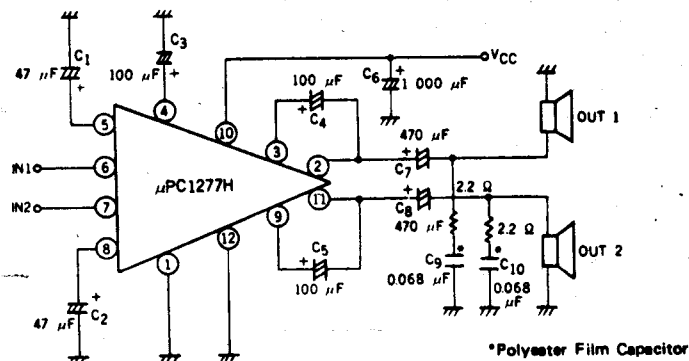 C1
47 µF
+
C3
100 µF
+
5
4
10
3
2
11
9
12
1
6
7
8
IN1
IN2
µPC1277H
+
47 µF
C2
VCC
C6
+
1 000 µF
100 µF
+
C4
470 µF
+
C7
+
C8
470 µF
+
C5
100 µF
2.2 Ω
2.2 Ω
*
C9
0.068 µF
*
C10
0.068 µF
OUT 1
OUT 2
*Polyester Film Capacitor